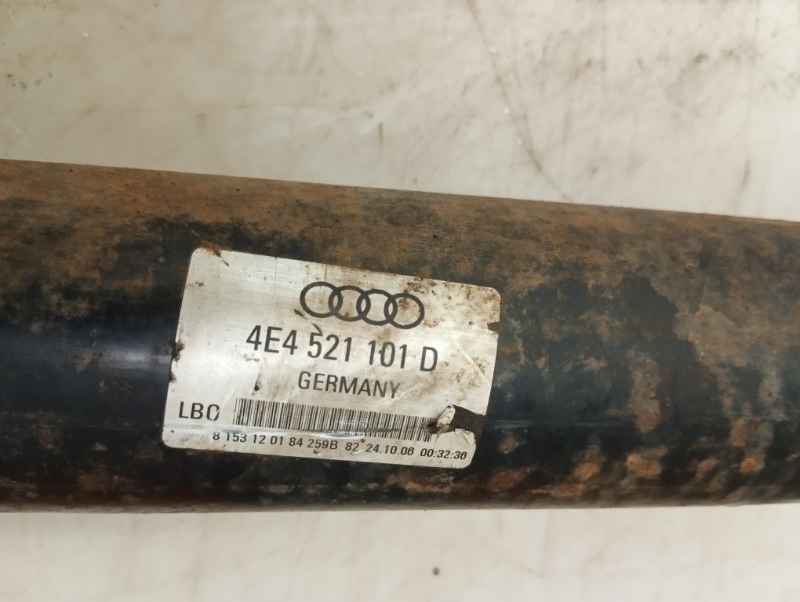 4E4 521 101 D
GERMANY
LBO
8 153 12 01 84 259B 82 24.10.06 00:32:36